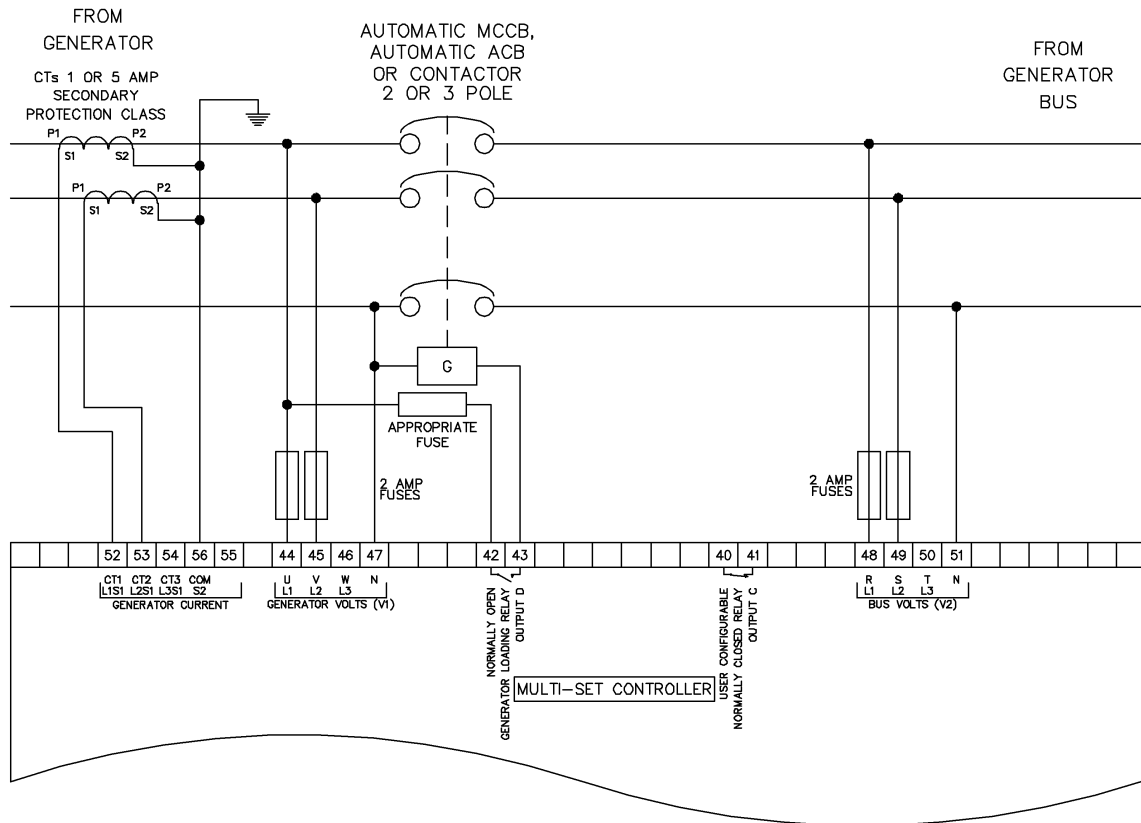 FROM
GENERATOR
CTs 1 OR 5 AMP
SECONDARY
PROTECTION CLASS
AUTOMATIC MCCB,
AUTOMATIC ACB
OR CONTACTOR
2 OR 3 POLE
FROM
GENERATOR
BUS
P1 P2
S1 S2
P1 P2
S1 S2
G
APPROPRIATE
FUSE
2 AMP
FUSES
2 AMP
FUSES
52 53 54 56 55 44 45 46 47 42 43 40 41 48 49 50 51
CT1 CT2 CT3 COM
L1S1 L2S1 L3S1 S2
GENERATOR CURRENT
U V W N
L1 L2 L3
GENERATOR VOLTS (V1)
NORMALLY OPEN
GENERATOR LOADING RELAY
OUTPUT D
MULTI-SET CONTROLLER
USER CONFIGURABLE
NORMALLY CLOSED RELAY
OUTPUT C
R S T N
L1 L2 L3
BUS VOLTS (V2)